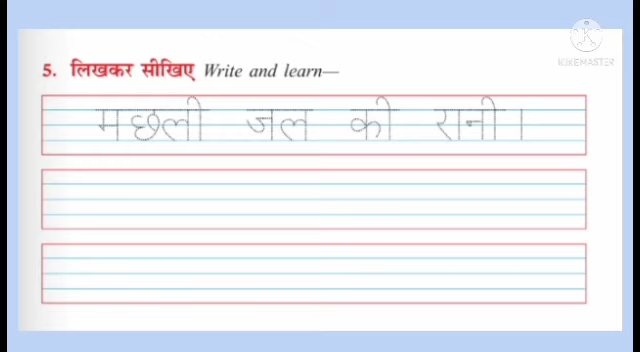 KINEMASTER
5. लिखकर सीखिए Write and learn—
मछली जल की रानी ।